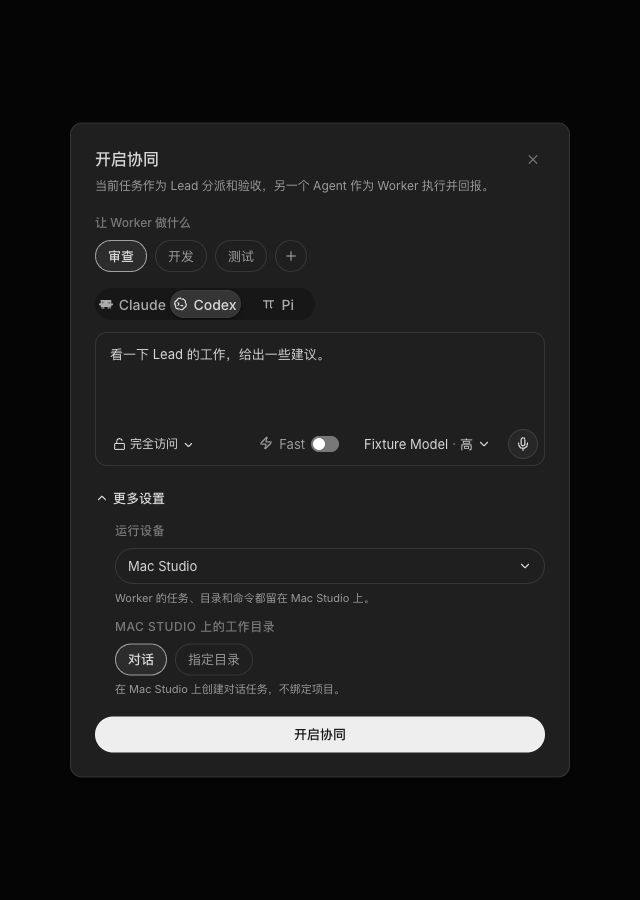 开启协同
当前任务作为 Lead 分派和验收，另一个 Agent 作为 Worker 执行并回报。
让 Worker 做什么
审查 开发 测试 +
Claude Codex Pi
看一下 Lead 的工作，给出一些建议。
完全访问 Fast Fixture Model · 高
更多设置
运行设备
Mac Studio
Worker 的任务、目录和命令都留在 Mac Studio 上。
MAC STUDIO 上的工作目录
对话 指定目录
在 Mac Studio 上创建对话任务，不绑定项目。
开启协同